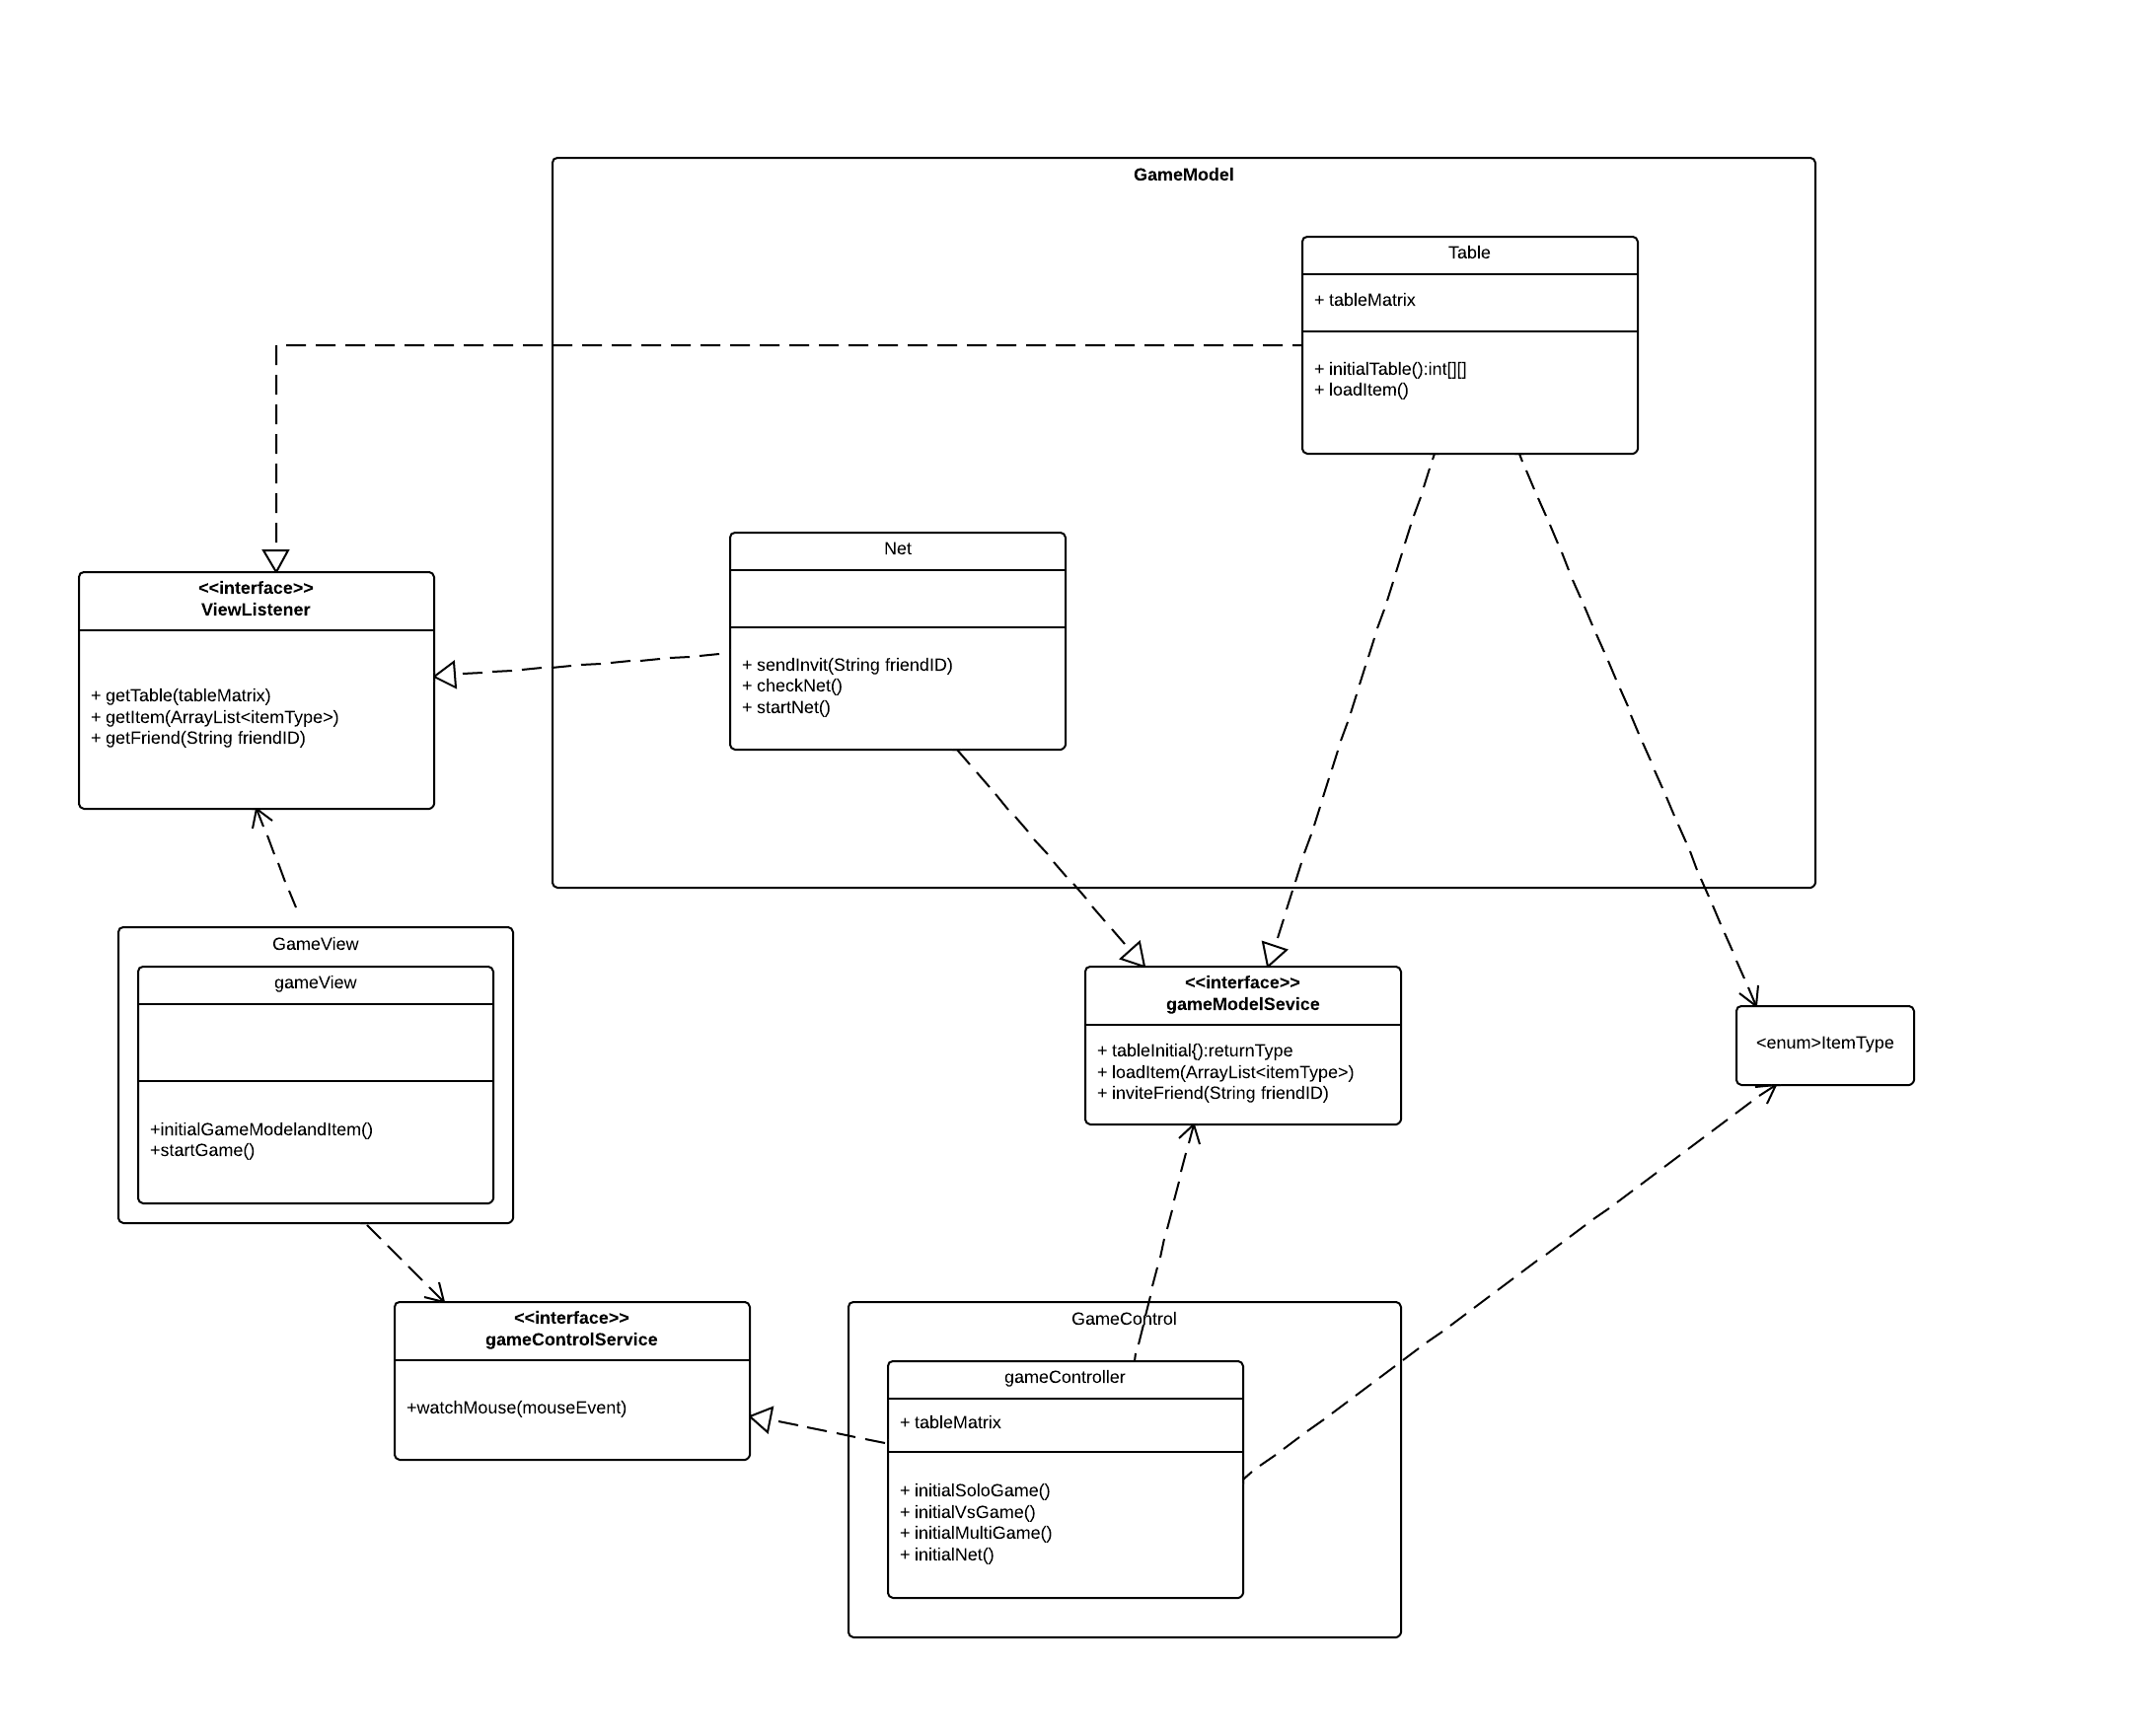 GameModel
Table
+ tableMatrix
+ initialTable():int[][]
+ loadItem()
Net
+ sendInvit(String friendID)
+ checkNet()
+ startNet()
<<interface>>
ViewListener
+ getTable(tableMatrix)
+ getItem(ArrayList<itemType>)
+ getFriend(String friendID)
GameView
gameView
+initialGameModelandItem()
+startGame()
<<interface>>
gameModelSevice
+ tableInitial{):returnType
+ loadItem(ArrayList<itemType>)
+ inviteFriend(String friendID)
<enum>ItemType
<<interface>>
gameControlService
+watchMouse(mouseEvent)
GameControl
gameController
+ tableMatrix
+ initialSoloGame()
+ initialVsGame()
+ initialMultiGame()
+ initialNet()